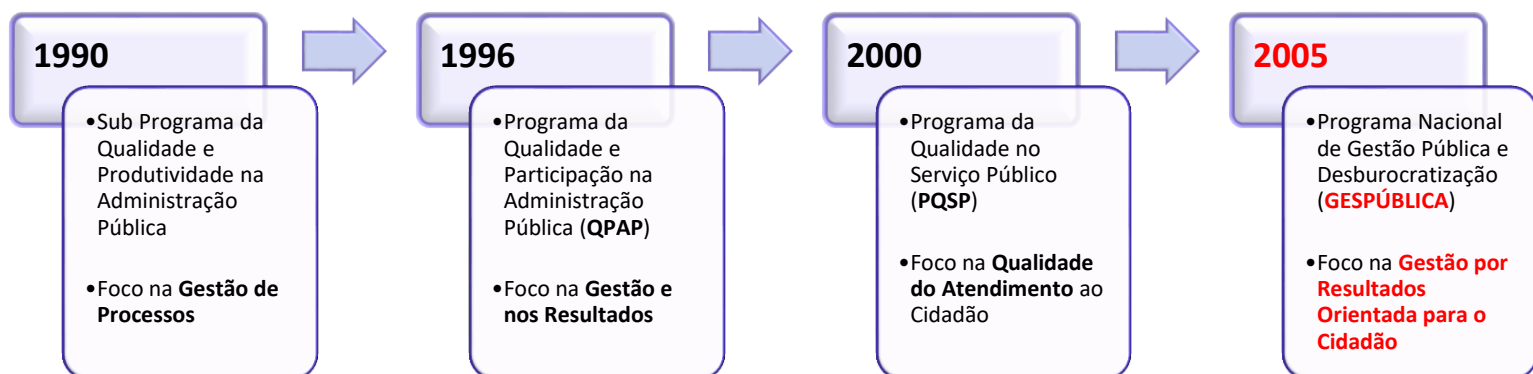 1990
•Sub Programa da
Qualidade e
Produtividade na
Administração
Pública
•Foco na Gestão de
Processos
1996
•Programa da
Qualidade e
Participação na
Administração
Pública (QPAP)
•Foco na Gestão e
nos Resultados
2000
•Programa da
Qualidade no
Serviço Público
(PQSP)
•Foco na Qualidade
do Atendimento ao
Cidadão
2005
•Programa Nacional
de Gestão Pública e
Desburocratização
(GESPÚBLICA)
•Foco na Gestão por
Resultados
Orientada para o
Cidadão